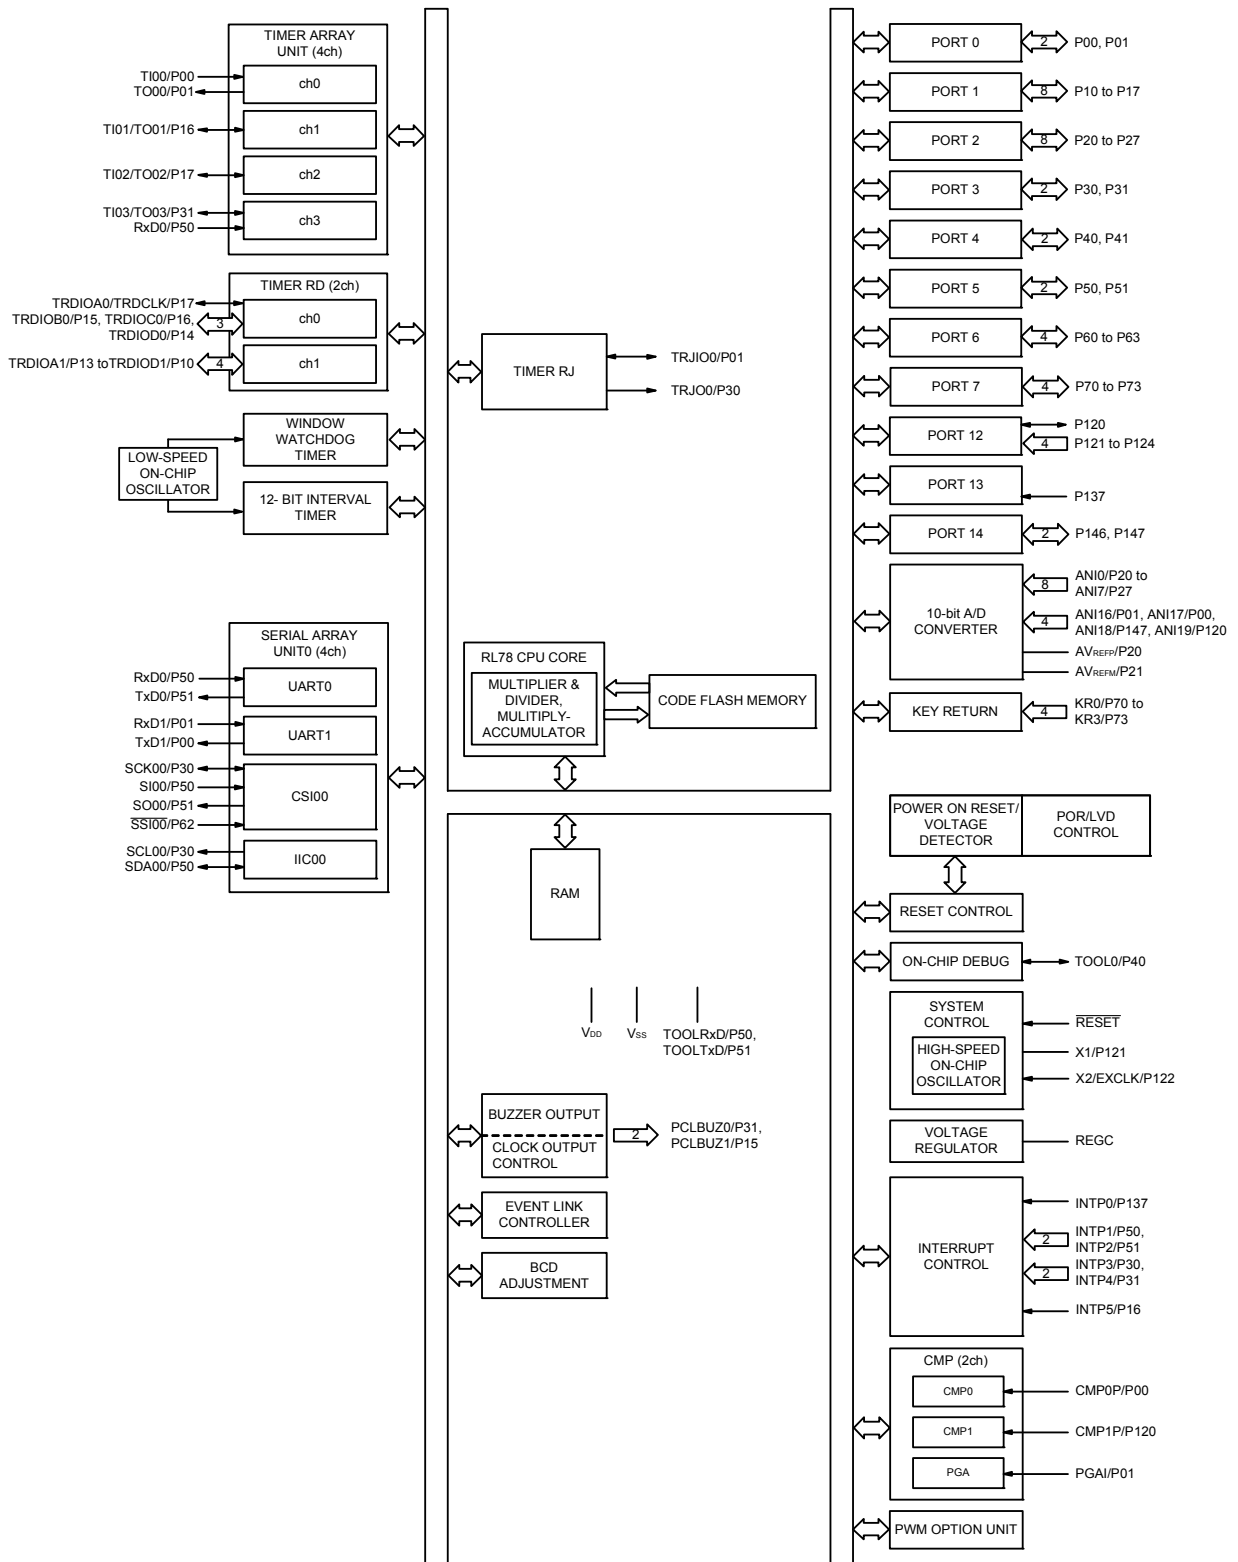 TIMER ARRAY
UNIT (4ch)
TI00/P00
TO00/P01
ch0
TI01/TO01/P16
ch1
TI02/TO02/P17
ch2
TI03/TO03/P31
RxD0/P50
ch3
TIMER RD (2ch)
TRDIOA0/TRDCLK/P17
TRDIOB0/P15, TRDIOC0/P16,
TRDIOD0/P14
3
ch0
TRDIOA1/P13 toTRDIOD1/P10
4
ch1
WINDOW
WATCHDOG
TIMER
LOW-SPEED
ON-CHIP
OSCILLATOR
12- BIT INTERVAL
TIMER
SERIAL ARRAY
UNIT0 (4ch)
RxD0/P50
TxD0/P51
UART0
RxD1/P01
TxD1/P00
UART1
SCK00/P30
SI00/P50
SO00/P51
SSI00/P62
CSI00
SCL00/P30
SDA00/P50
IIC00
TIMER RJ
TRJIO0/P01
TRJO0/P30
RL78 CPU CORE
MULTIPLIER &
DIVIDER,
MULITIPLY-
ACCUMULATOR
CODE FLASH MEMORY
RAM
VDD
VSS
TOOLRxD/P50,
TOOLTxD/P51
BUZZER OUTPUT
CLOCK OUTPUT
CONTROL
2
PCLBUZ0/P31,
PCLBUZ1/P15
EVENT LINK
CONTROLLER
BCD
ADJUSTMENT
PORT 0
2
P00, P01
PORT 1
8
P10 to P17
PORT 2
8
P20 to P27
PORT 3
2
P30, P31
PORT 4
2
P40, P41
PORT 5
2
P50, P51
PORT 6
4
P60 to P63
PORT 7
4
P70 to P73
PORT 12
P120
4
P121 to P124
PORT 13
P137
PORT 14
2
P146, P147
10-bit A/D
CONVERTER
8
ANI0/P20 to
ANI7/P27
4
ANI16/P01, ANI17/P00,
ANI18/P147, ANI19/P120
AVREFP/P20
AVREFM/P21
KEY RETURN
4
KR0/P70 to
KR3/P73
POWER ON RESET/
VOLTAGE
DETECTOR
POR/LVD
CONTROL
RESET CONTROL
ON-CHIP DEBUG
TOOL0/P40
SYSTEM
CONTROL
HIGH-SPEED
ON-CHIP
OSCILLATOR
RESET
X1/P121
X2/EXCLK/P122
VOLTAGE
REGULATOR
REGC
INTERRUPT
CONTROL
INTP0/P137
2
INTP1/P50,
INTP2/P51
2
INTP3/P30,
INTP4/P31
INTP5/P16
CMP (2ch)
CMP0
CMP0P/P00
CMP1
CMP1P/P120
PGA
PGAI/P01
PWM OPTION UNIT